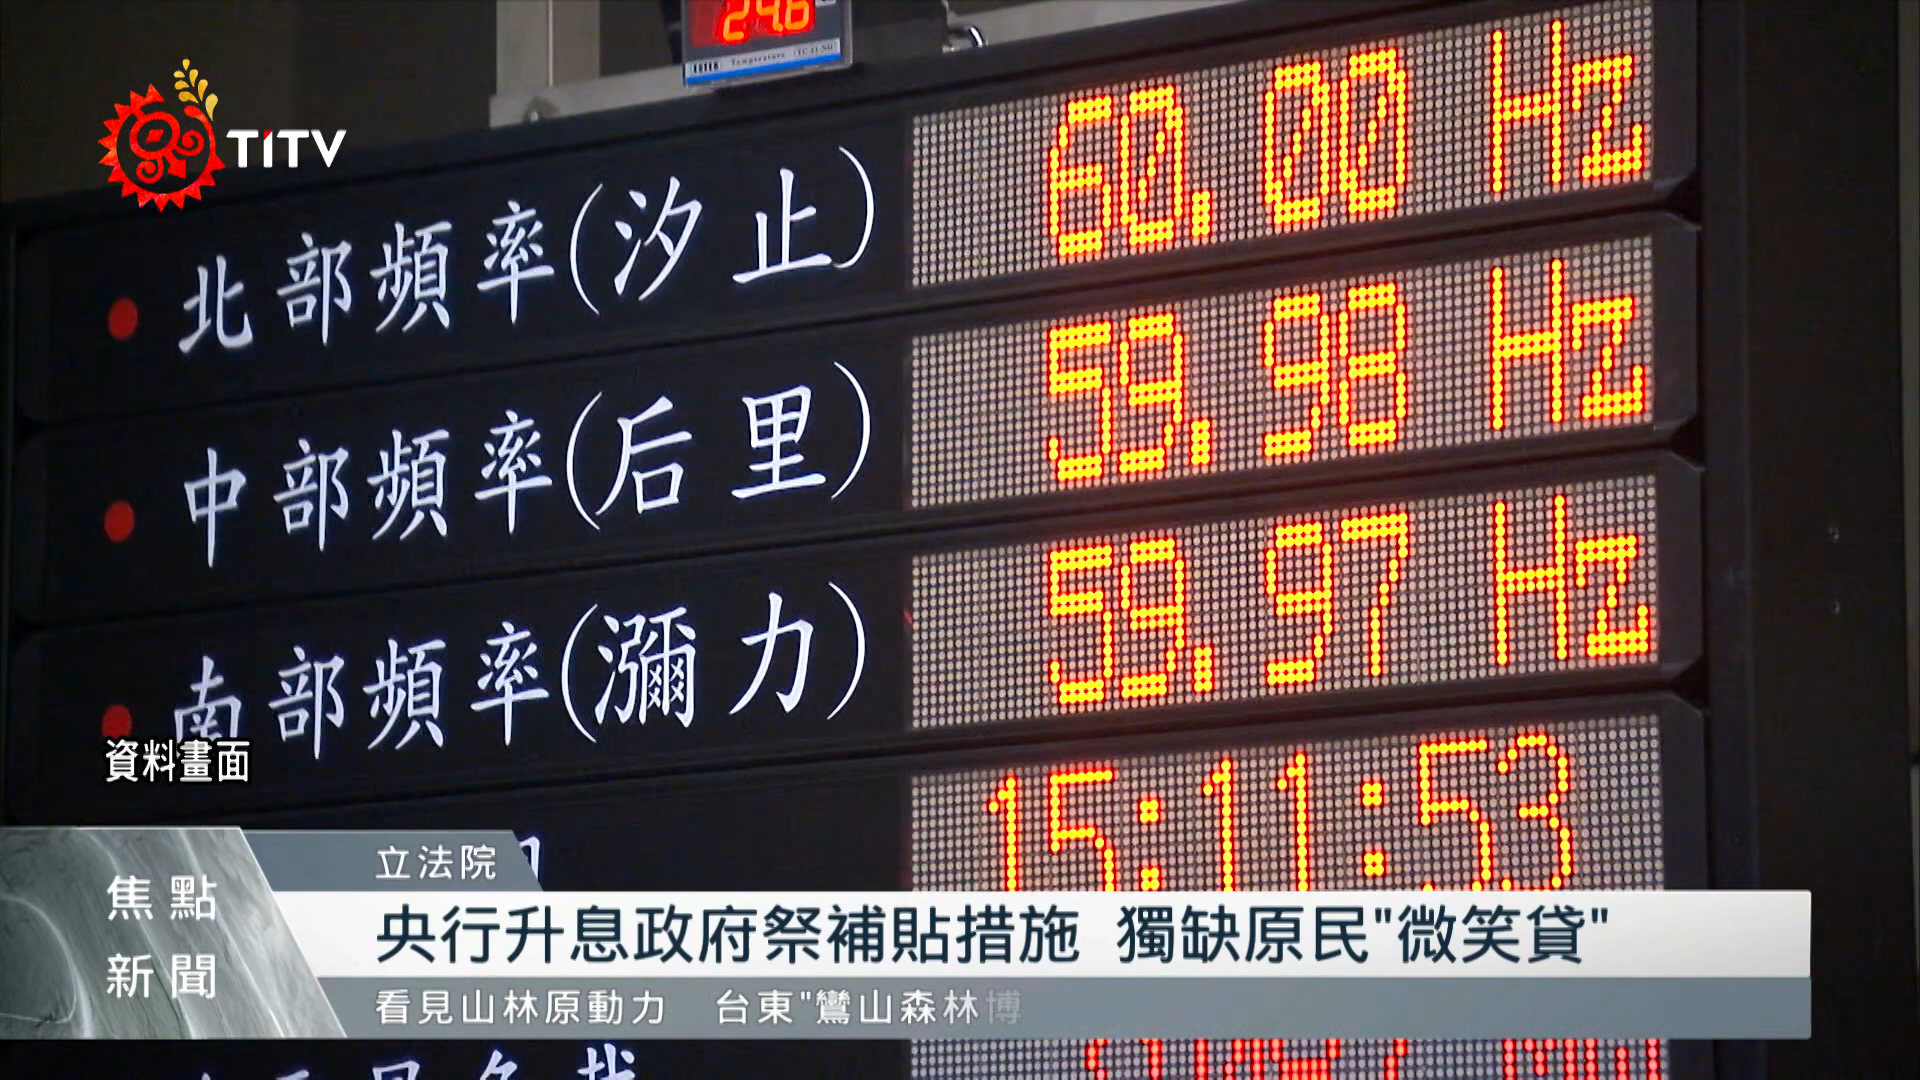 24.6
Temperature
TITV
北部頻率(汐止) 60.00 Hz
中部頻率(后里) 59.98 Hz
南部頻率(瀰力) 59.97 Hz
15:11:53
資料畫面
焦點
新聞
立法院
央行升息政府祭補貼措施 獨缺原民"微笑貸"
看見山林原動力 台東"鸞山森林博